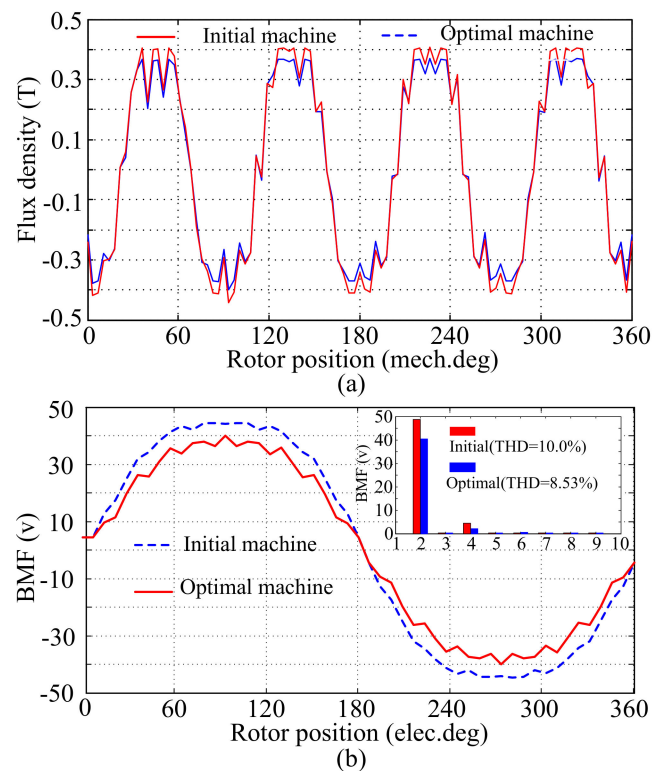 0.5
0.3
0.1
-0.1
-0.3
-0.5
Flux density (T)
Initial machine
Optimal machine
0
60
120
180
240
300
360
Rotor position (mech.deg)
(a)
50
30
10
-10
-30
-50
BMF (v)
Initial machine
Optimal machine
50
40
30
20
10
0
BMF (v)
Initial(THD=10.0%)
Optimal(THD=8.53%)
1 2 3 4 5 6 7 8 9 10
0
60
120
180
240
300
360
Rotor position (elec.deg)
(b)